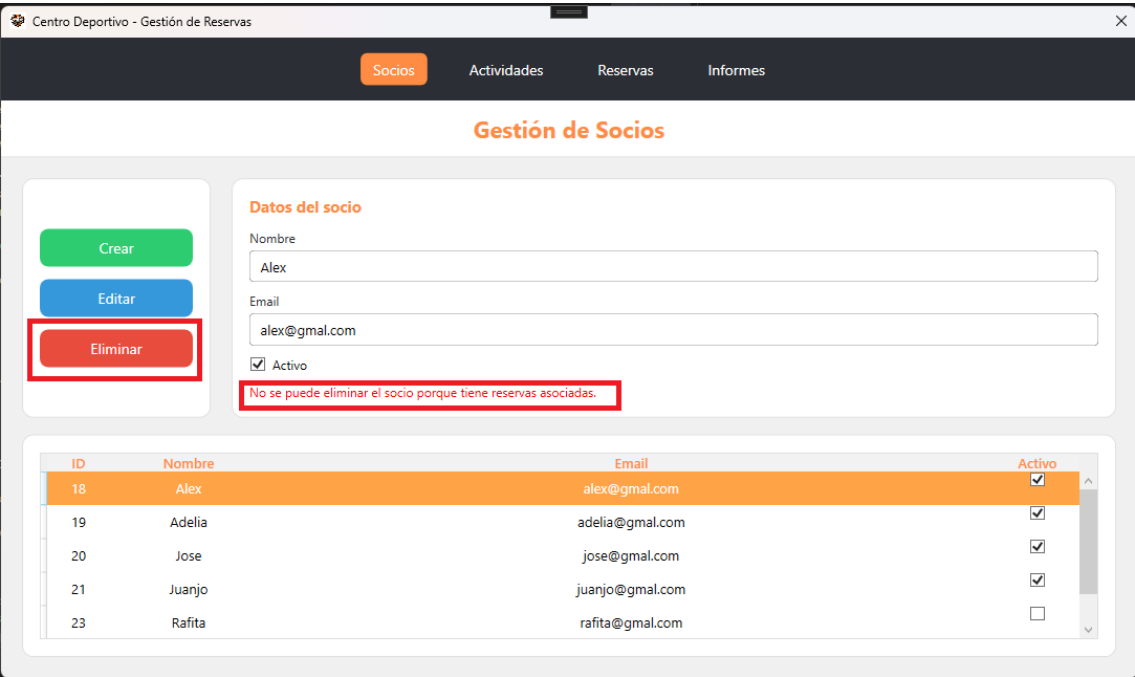 Centro Deportivo - Gestión de Reservas
Socios Actividades Reservas Informes
Gestión de Socios
Crear
Editar
Eliminar
Datos del socio
Nombre
Alex
Email
alex@gmal.com
Activo
No se puede eliminar el socio porque tiene reservas asociadas.
ID Nombre Email Activo
18 Alex alex@gmal.com
19 Adelia adelia@gmal.com
20 Jose jose@gmal.com
21 Juanjo juanjo@gmal.com
23 Rafita rafita@gmal.com